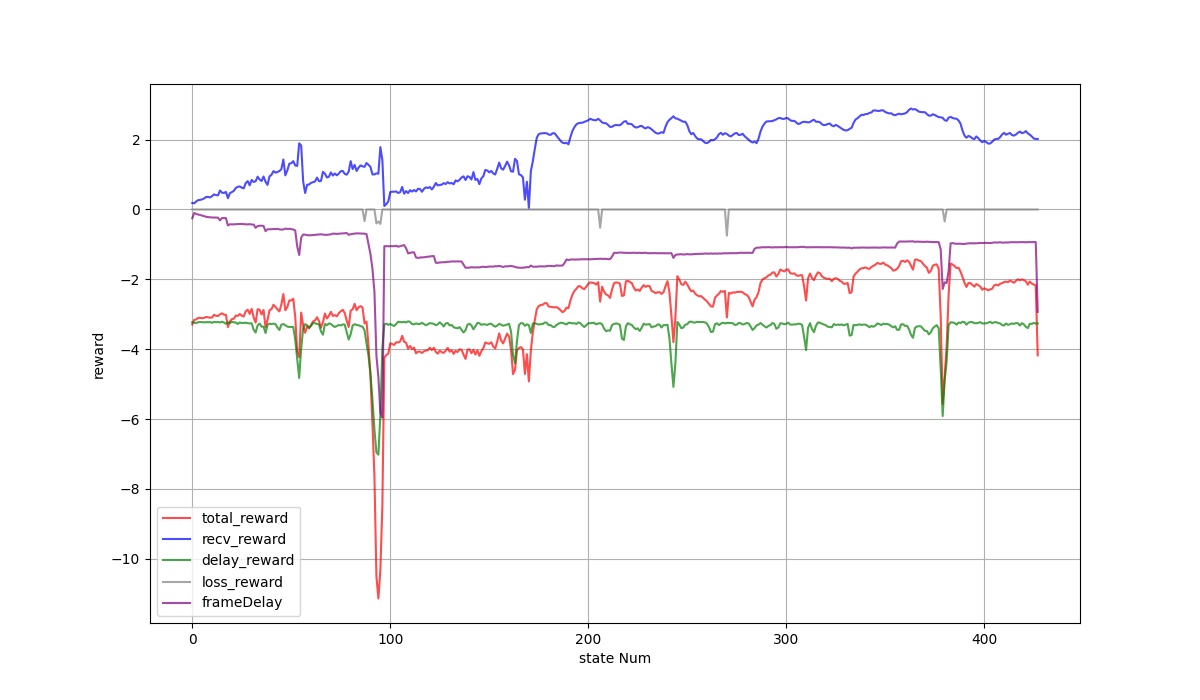 2
0
−2
−4
−6
−8
−10
reward
0
100
200
300
400
state Num
total_reward
recv_reward
delay_reward
loss_reward
frameDelay